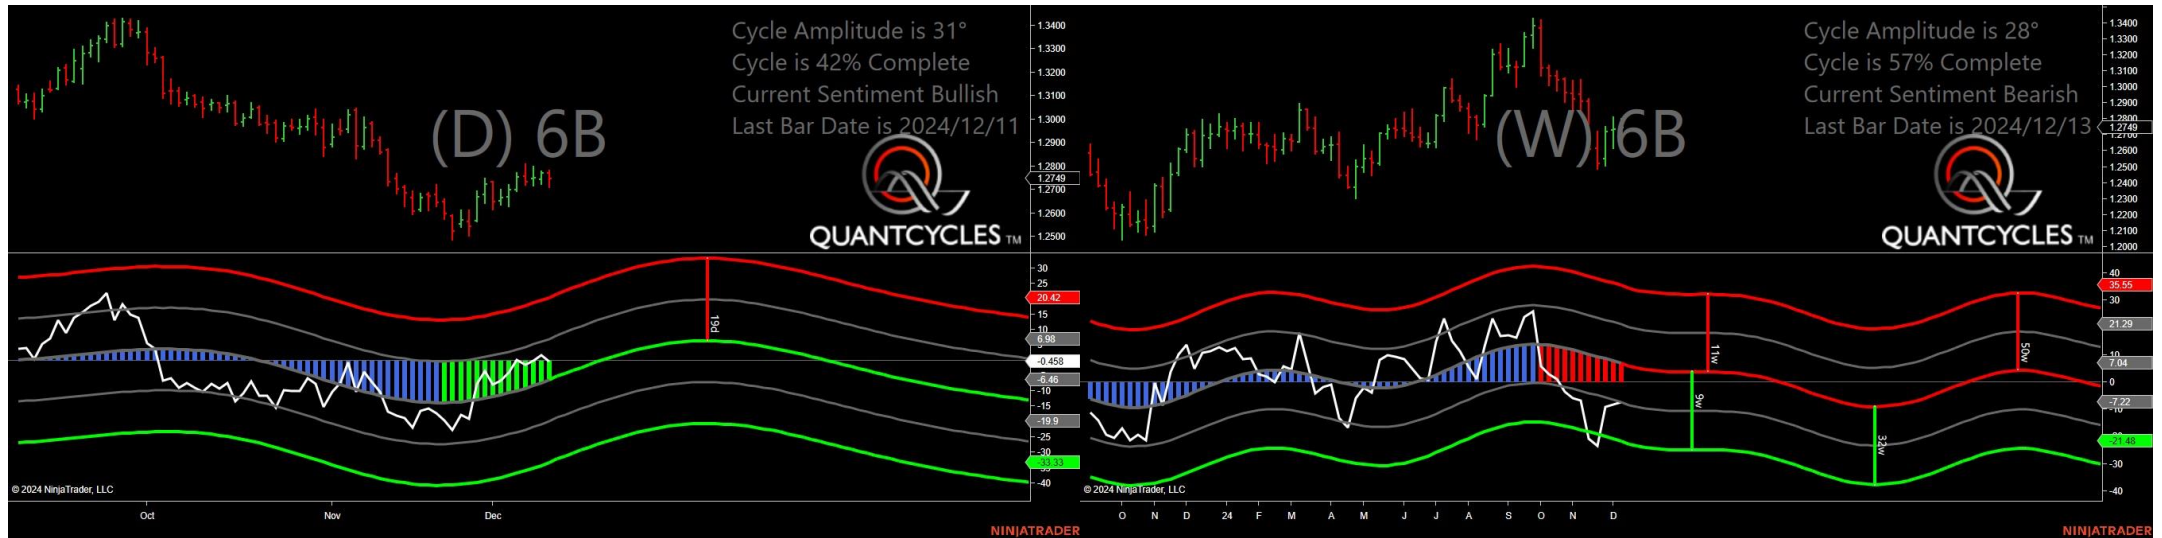 Cycle Amplitude is 31°
Cycle is 42% Complete
Current Sentiment Bullish
Last Bar Date is 2024/12/11
(D) 6B
QUANTCYCLES TM
1.3400
1.3300
1.3200
1.3100
1.3000
1.2900
1.2800
1.2749
1.2700
1.2600
1.2500
30
25
20.42
15
10
6.98
-0.458
-6.46
-10
-15
-19.9
-25
-30
-33.33
-40
19d
© 2024 NinjaTrader, LLC
Oct Nov Dec
NINJATRADER
Cycle Amplitude is 28°
Cycle is 57% Complete
Current Sentiment Bearish
Last Bar Date is 2024/12/13
(W) 6B
QUANTCYCLES TM
1.3400
1.3300
1.3200
1.3100
1.3000
1.2900
1.2800
1.2749
1.2600
1.2500
1.2400
1.2300
1.2200
1.2100
1.2000
40
35.55
30
21.29
10
7.04
0
-7.22
-10
-21.48
-30
-40
11w
9w
32w
50w
© 2024 NinjaTrader, LLC
O N D 24 F M A M J J A S O N D
NINJATRADER